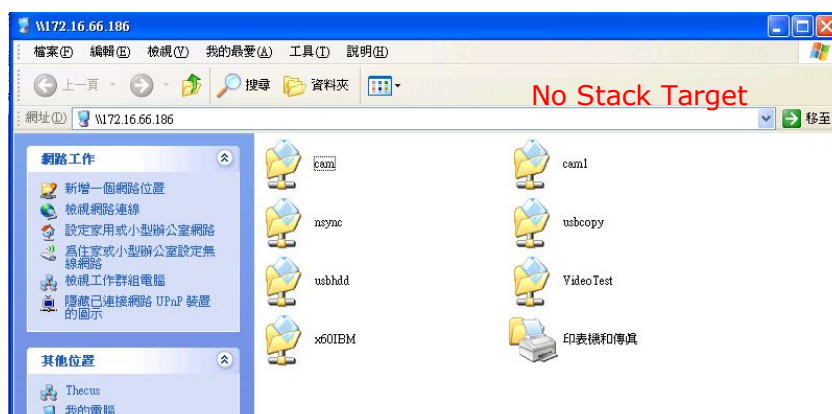 \\172.16.66.186
檔案(F) 編輯(E) 檢視(V) 我的最愛(A) 工具(T) 說明(H)
上一頁 搜尋 資料夾
No Stack Target
網址(D) \\172.16.66.186 移至
網路工作
新增一個網路位置
檢視網路連線
設定家用或小型辦公室網路
爲住家或小型辦公室設定無
線網路
檢視工作群組電腦
隱藏已連接網路 UPnP 裝置
的圖示
其他位置
Thecus
我的電腦
cam cam1
nsync usbcopy
usbhdd VideoTest
x60IBM 印表機和傳真